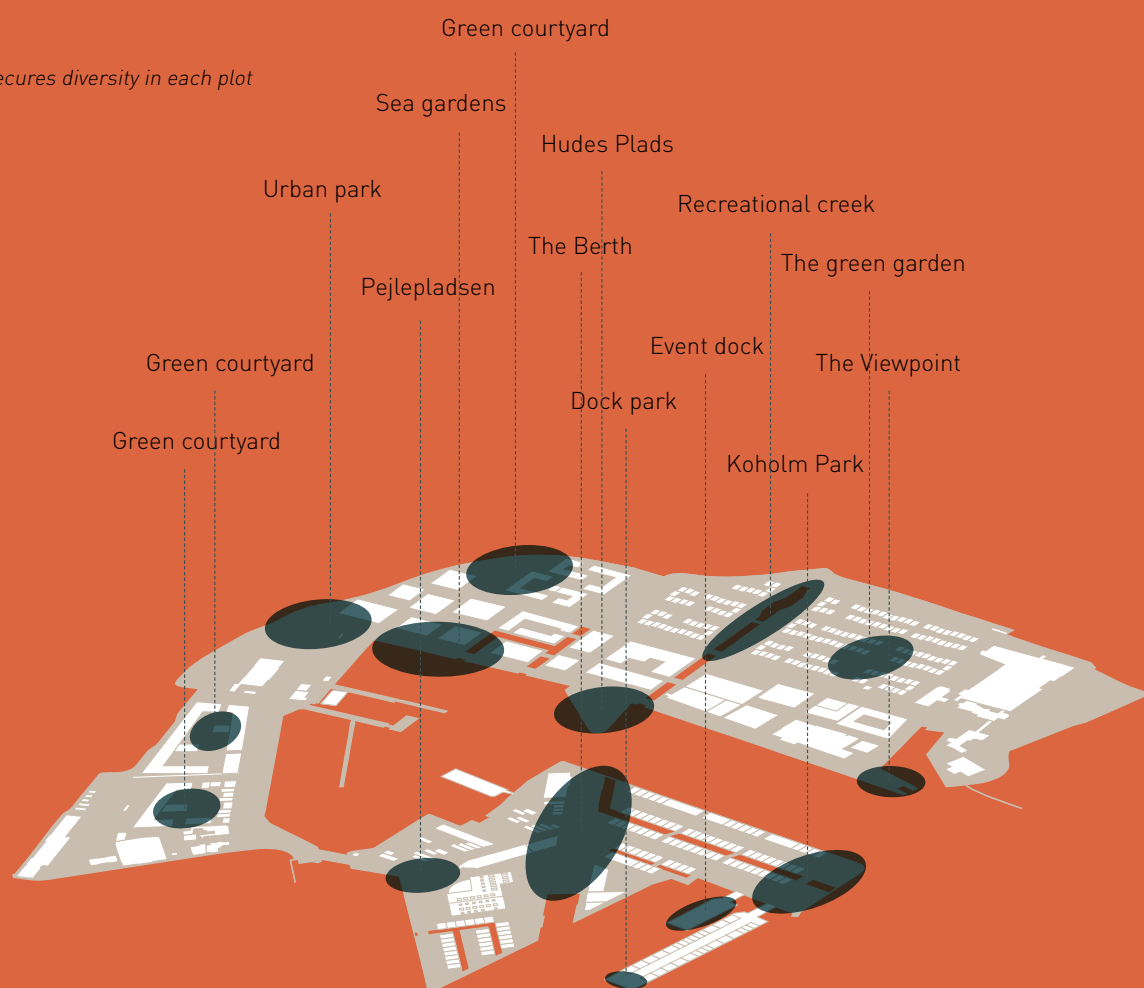 Green courtyard
diversity in each plot
Sea gardens
Hudes Plads
Urban park
Recreational creek
The Berth
The green garden
Pejlepladsen
Event dock
Green courtyard
The Viewpoint
Dock park
Green courtyard
Koholm Park